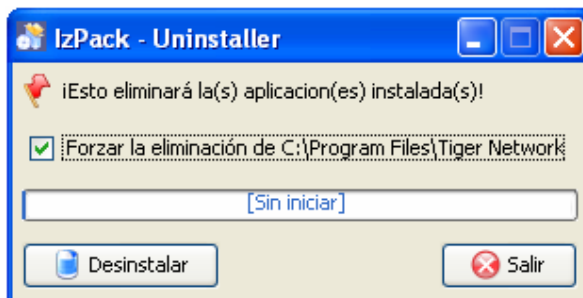 IzPack - Uninstaller
¡Esto eliminará la(s) aplicacion(es) instalada(s)!
Forzar la eliminación de C:\Program Files\Tiger Network
[Sin iniciar]
Desinstalar
Salir